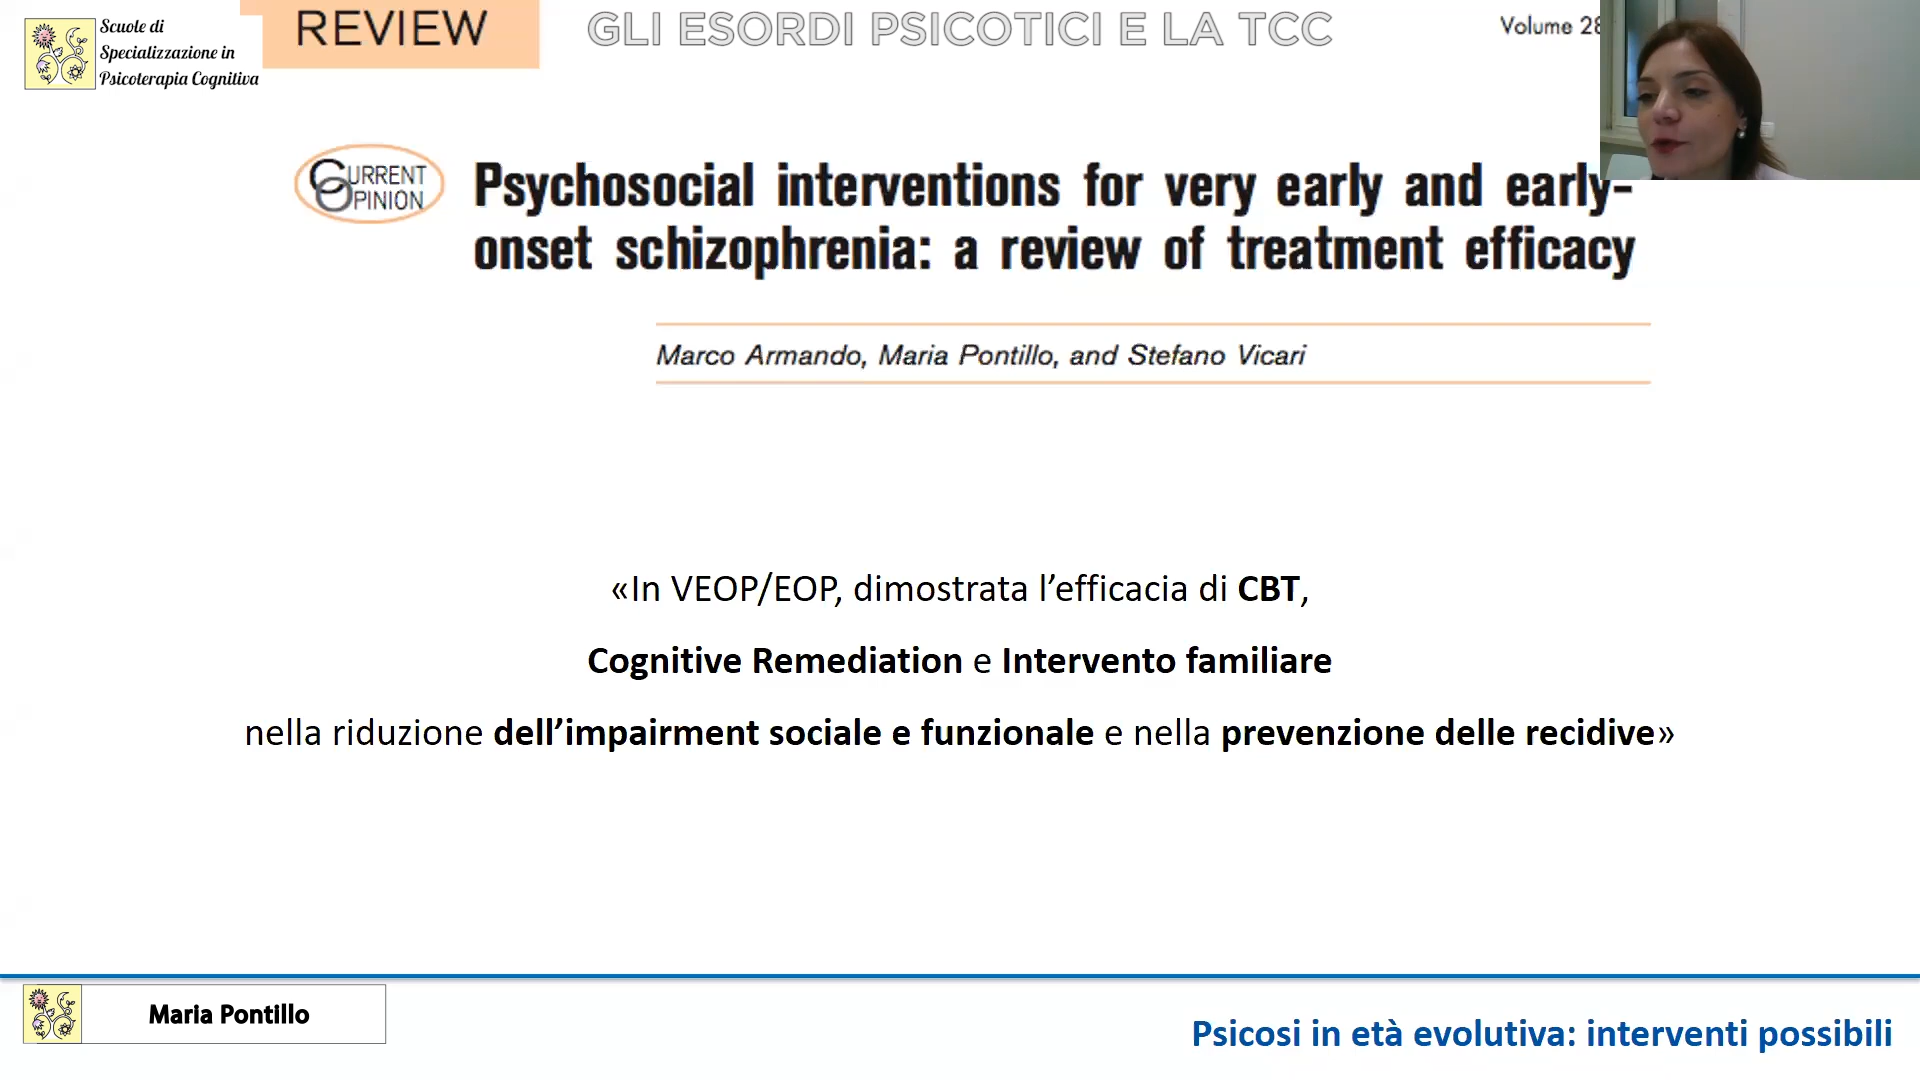 Scuole di
Specializzazione in
Psicoterapia Cognitiva
REVIEW
GLI ESORDI PSICOTICI E LA TCC
Volume 28
CURRENT
OPINION
Psychosocial interventions for very early and early-
onset schizophrenia: a review of treatment efficacy
Marco Armando, Maria Pontillo, and Stefano Vicari
«In VEOP/EOP, dimostrata l’efficacia di CBT,
Cognitive Remediation e Intervento familiare
nella riduzione dell’impairment sociale e funzionale e nella prevenzione delle recidive»
Maria Pontillo
Psicosi in età evolutiva: interventi possibili